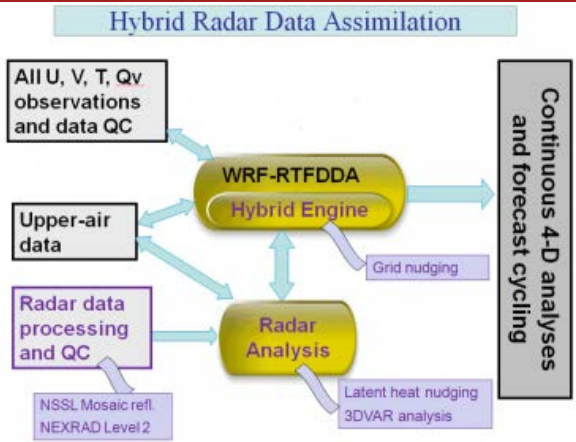 Hybrid Radar Data Assimilation
All U, V, T, Qv
observations
and data QC
WRF-RTFDDA
Hybrid Engine
Upper-air
data
Grid nudging
Radar data
processing
and QC
Radar
Analysis
NSSL Mosaic refl.
NEXRAD Level 2
Latent heat nudging
3DVAR analysis
Continuous 4-D analyses
and forecast cycling